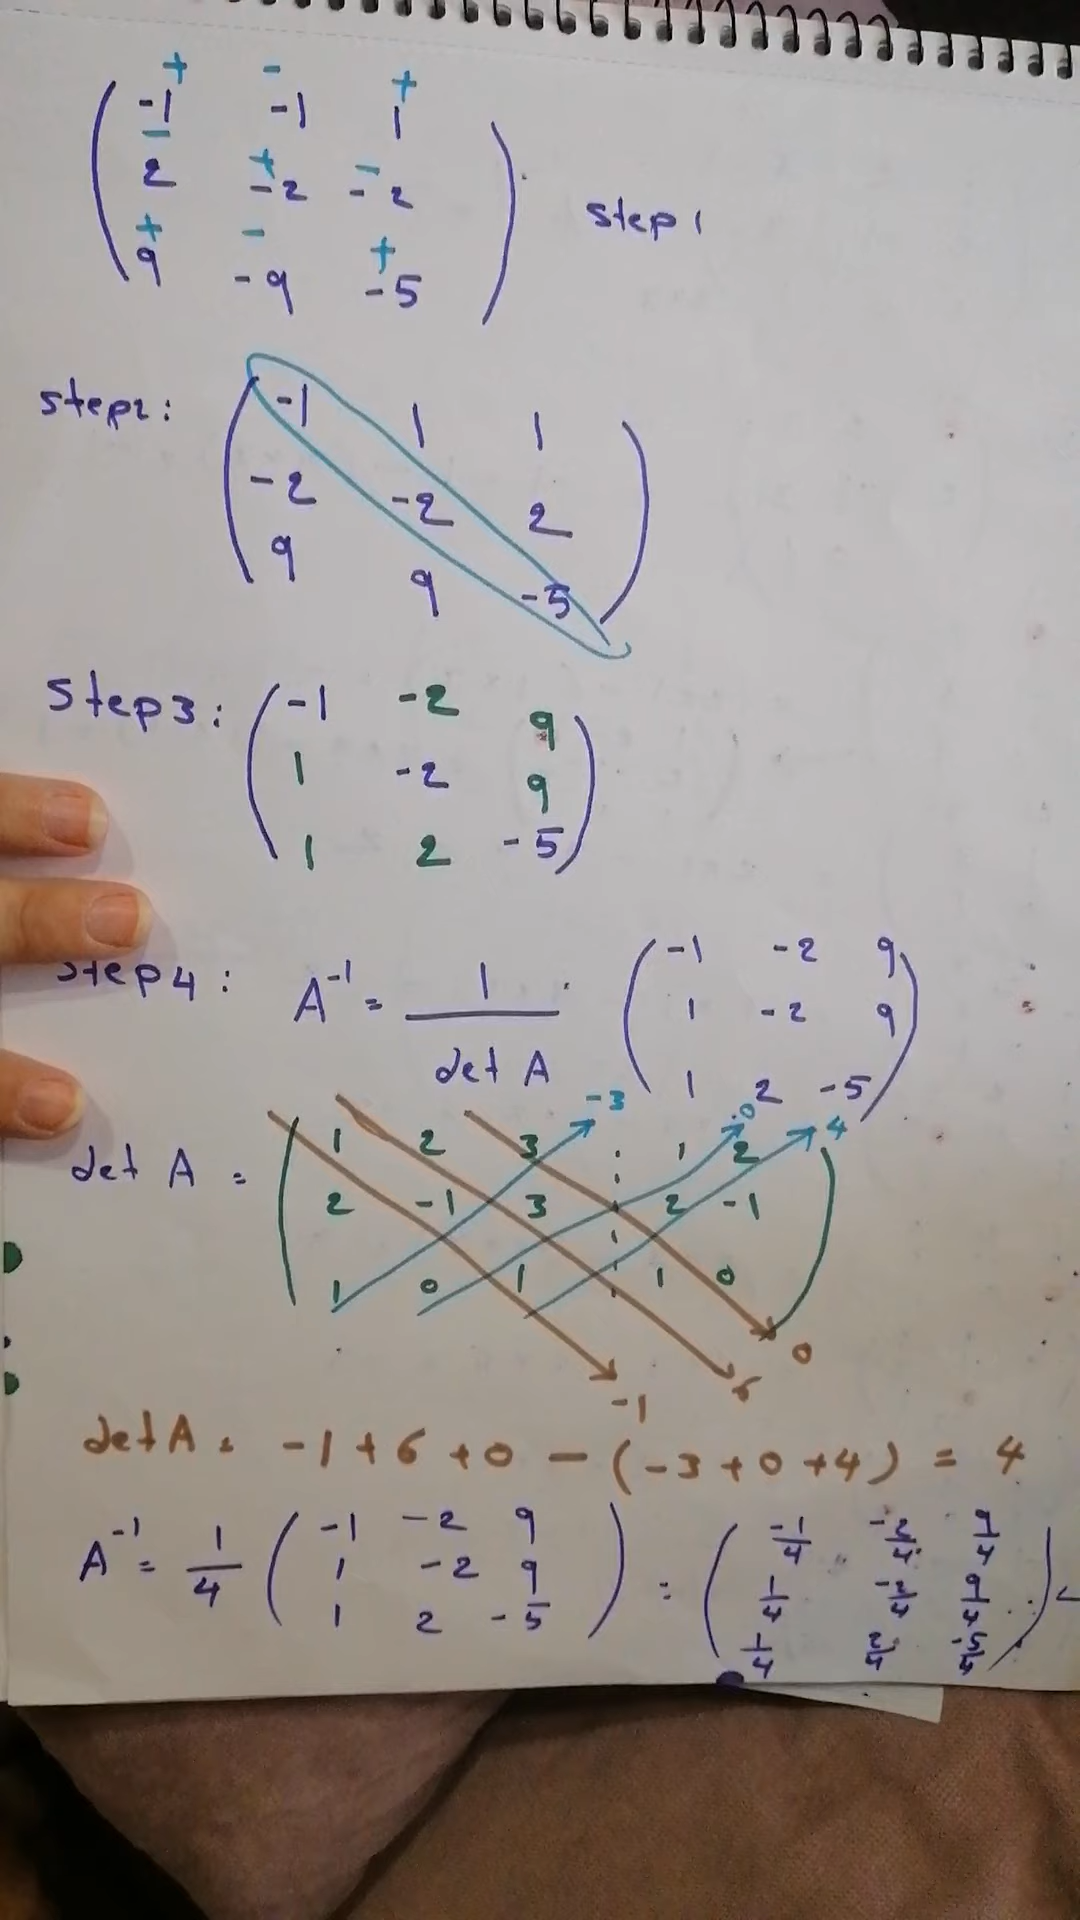 + - +
-1 -1 1
- + -
2 -2 -2
+ - +
9 -9 -5
step 1
step2:
-1 1 1
-2 -2 2
9 9 -5
Step3:
-1 -2 9
1 -2 9
1 2 -5
step4: A⁻¹ = 1 / det A · ( -1 -2 9
1 -2 9
1 2 -5 )
-3 0 4
det A = ( 1 2 3 ⋮ 1 2
2 -1 3 ⋮ 2 -1
1 0 1 ⋮ 1 0 )
-1 6 0
det A = -1 + 6 + 0 - (-3 + 0 + 4) = 4
A⁻¹ = 1/4 ( -1 -2 9 ) = ( -1/4 -2/4 9/4 )
( 1 -2 9 ) ( 1/4 -2/4 9/4 )
( 1 2 -5 ) ( 1/4 2/4 -5/4 )